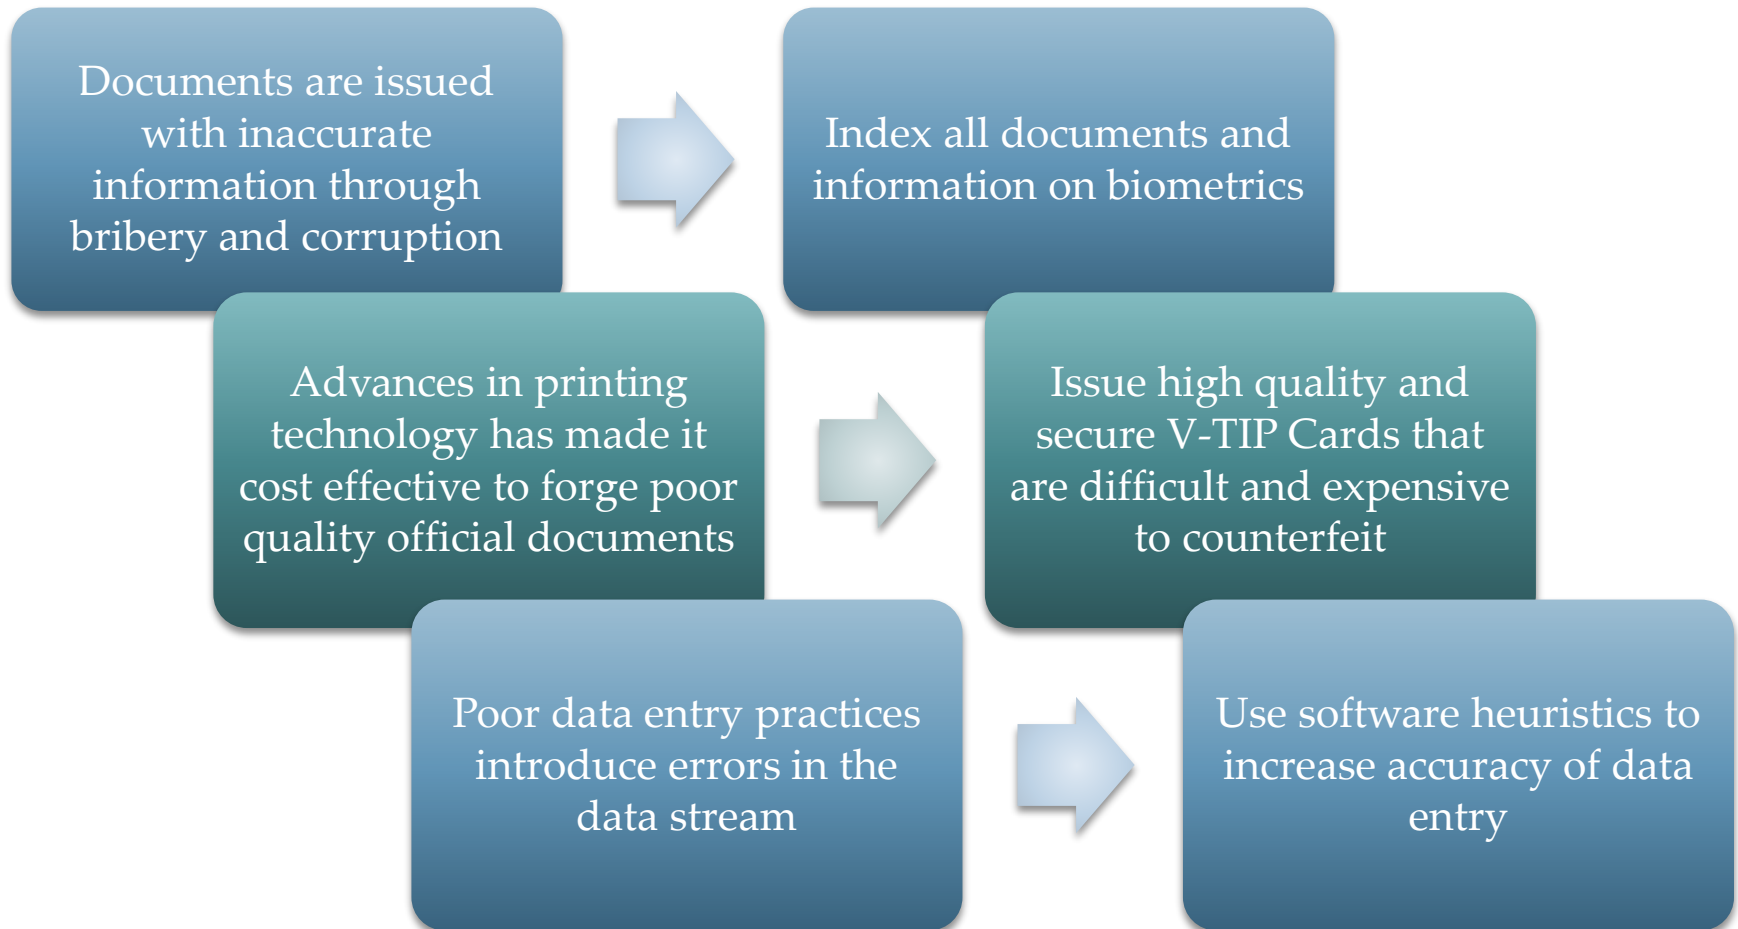 Documents are issued
with inaccurate
information through
bribery and corruption
Index all documents and
information on biometrics
Advances in printing
technology has made it
cost effective to forge poor
quality official documents
Issue high quality and
secure V-TIP Cards that
are difficult and expensive
to counterfeit
Poor data entry practices
introduce errors in the
data stream
Use software heuristics to
increase accuracy of data
entry